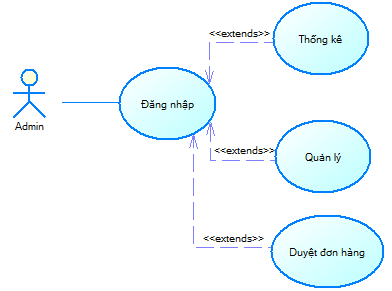 <<extends>>
Thống kê
Admin
Đăng nhập
<<extends>>
Quản lý
<<extends>>
Duyệt đơn hàng